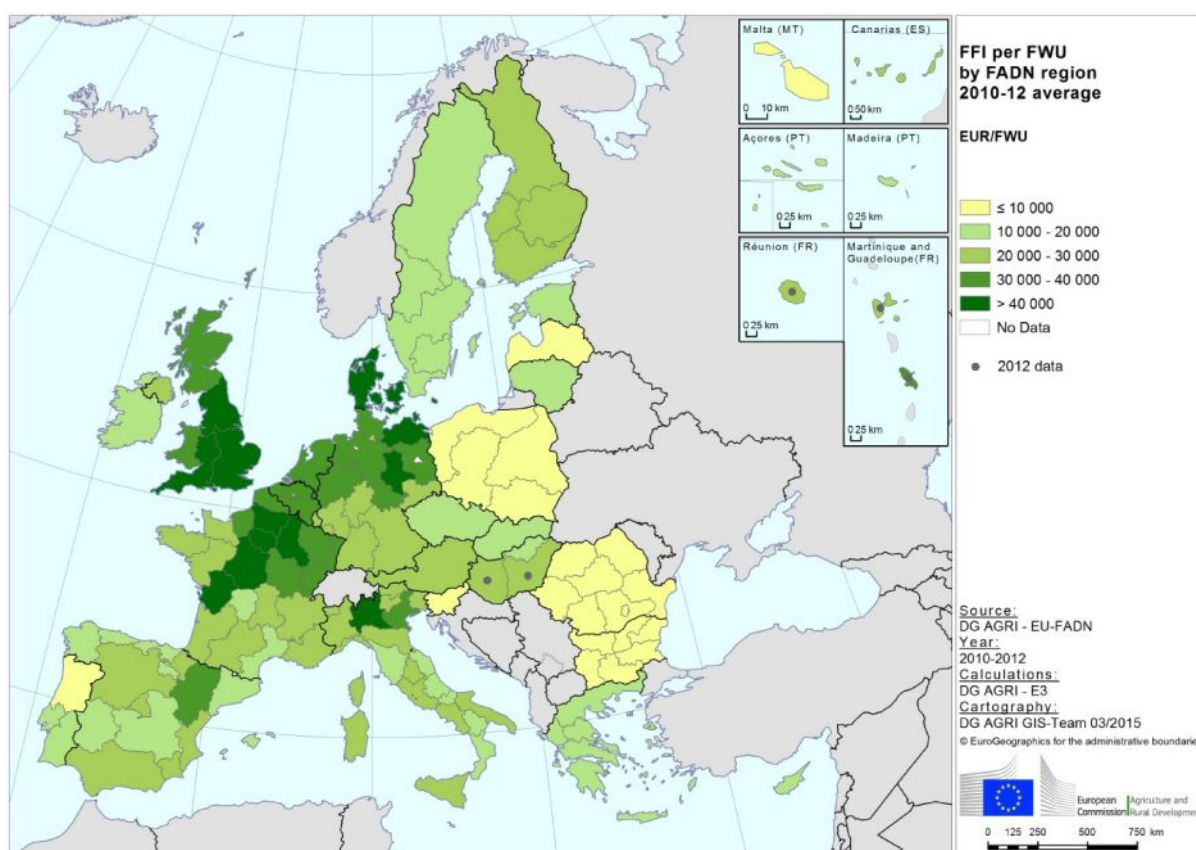 Malta (MT)
0 10 km
Canarias (ES)
0 50 km
Açores (PT)
0 25 km
Madeira (PT)
0 25 km
Réunion (FR)
0 25 km
Martinique and
Guadeloupe(FR)
0 25 km
FFI per FWU
by FADN region
2010-12 average
EUR/FWU
≤ 10 000
10 000 - 20 000
20 000 - 30 000
30 000 - 40 000
> 40 000
No Data
2012 data
Source:
DG AGRI - EU-FADN
Year:
2010-2012
Calculations:
DG AGRI - E3
Cartography:
DG AGRI GIS-Team 03/2015
© EuroGeographics for the administrative boundarie
European
Commission
Agriculture and
Rural Developmen
0 125 250 500 750 km